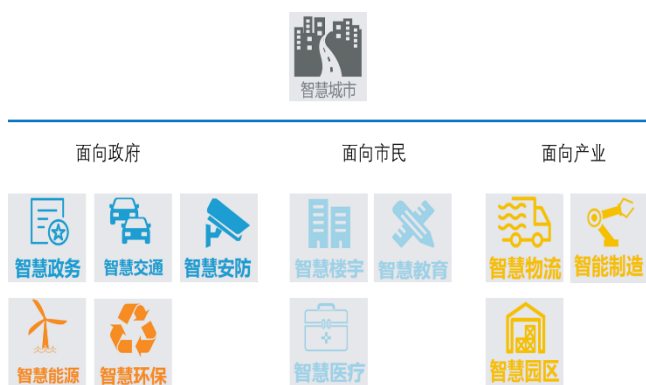 智慧城市
面向政府 面向市民 面向产业
智慧政务 智慧交通 智慧安防 智慧楼宇 智慧教育 智慧物流 智能制造
智慧能源 智慧环保 智慧医疗 智慧园区